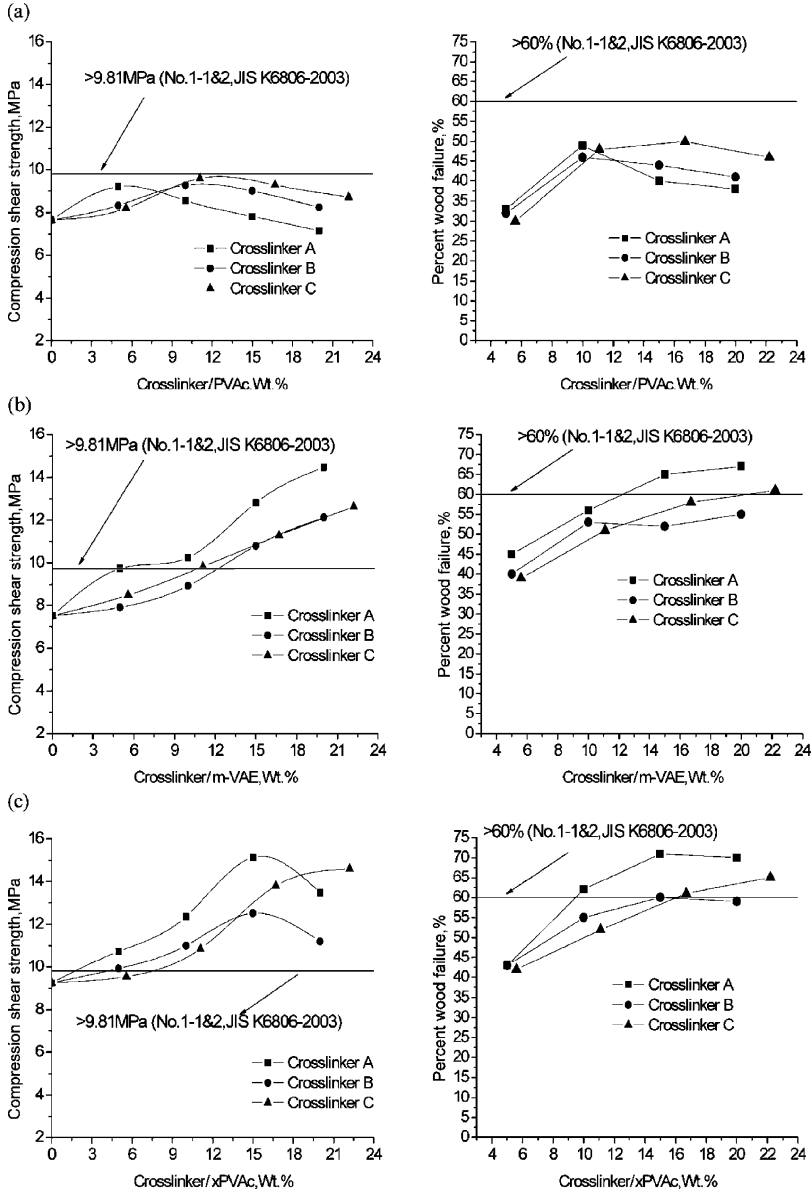 (a)
>9.81MPa (No.1-1&2,JIS K6806-2003)
Compression shear strength,MPa
16
14
12
10
8
6
4
2
0 3 6 9 12 15 18 21 24
Crosslinker A
Crosslinker B
Crosslinker C
Crosslinker/PVAc.Wt.%
>60% (No.1-1&2,JIS K6806-2003)
Percent wood failure,%
75
70
65
60
55
50
45
40
35
30
25
20
15
10
5
0
4 6 8 10 12 14 16 18 20 22 24
Crosslinker A
Crosslinker B
Crosslinker C
Crosslinker/PVAc.Wt.%
(b)
>9.81MPa (No.1-1&2,JIS K6806-2003)
Compression shear strength,MPa
16
14
12
10
8
6
4
2
0 3 6 9 12 15 18 21 24
Crosslinker A
Crosslinker B
Crosslinker C
Crosslinker/m-VAE,Wt.%
>60% (No.1-1&2,JIS K6806-2003)
Percent wood failure,%
75
70
65
60
55
50
45
40
35
30
25
20
15
10
5
0
4 6 8 10 12 14 16 18 20 22 24
Crosslinker A
Crosslinker B
Crosslinker C
Crosslinker/m-VAE,Wt.%
(c)
>9.81MPa (No.1-1&2,JIS K6806-2003)
Compression shear strength,MPa
16
14
12
10
8
6
4
2
0 3 6 9 12 15 18 21 24
Crosslinker A
Crosslinker B
Crosslinker C
Crosslinker/xPVAc,Wt.%
>60% (No.1-1&2,JIS K6806-2003)
Percent wood failure,%
75
70
65
60
55
50
45
40
35
30
25
20
15
10
5
0
4 6 8 10 12 14 16 18 20 22 24
Crosslinker A
Crosslinker B
Crosslinker C
Crosslinker/xPVAc,Wt.%